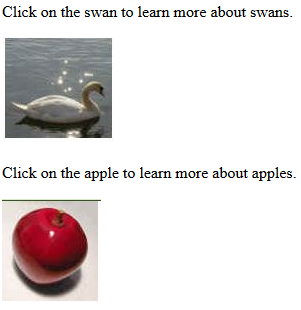 Click on the swan to learn more about swans.
Click on the apple to learn more about apples.